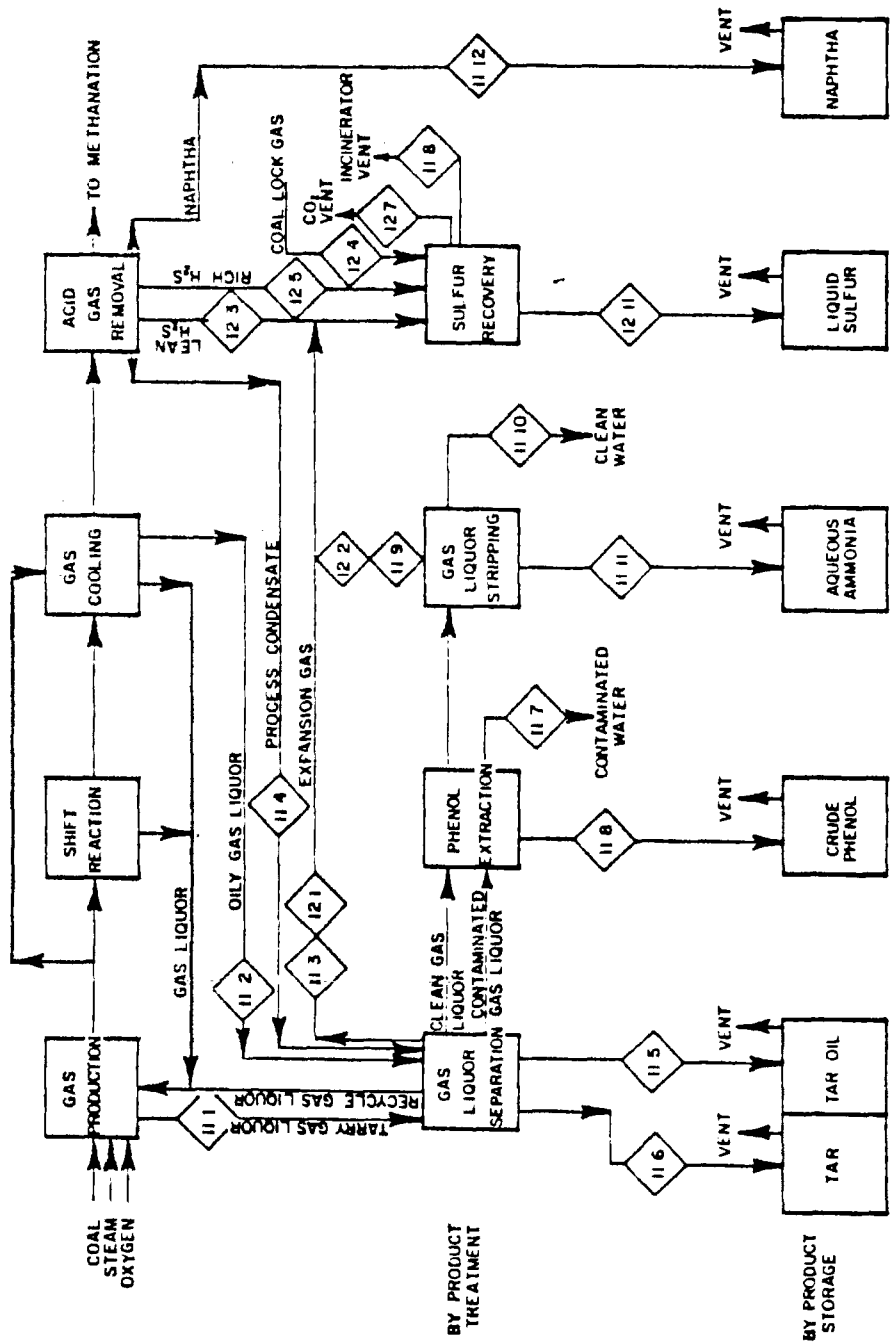 COAL
STEAM
OXYGEN
GAS
PRODUCTION
SHIFT
REACTION
GAS
COOLING
ACID
GAS
REMOVAL
TO METHANATION
NAPHTHA
GAS LIQUOR
OILY GAS LIQUOR
PROCESS CONDENSATE
EXPANSION GAS
LEAN
H2S
RICH H2S
COAL LOCK GAS
CO2
VENT
INCINERATOR
VENT
11 1
11 2
11 3
12 1
11 4
12 2
11 9
12 3
12 5
12 4
12 7
11 8
11 12
TARRY GAS LIQUOR
RECYCLE GAS LIQUOR
BY PRODUCT
TREATMENT
GAS
LIQUOR
SEPARATION
CLEAN GAS
LIQUOR
CONTAMINATED
GAS LIQUOR
PHENOL
EXTRACTION
GAS
LIQUOR
STRIPPING
SULFUR
RECOVERY
11 6
11 5
11 8
11 7
CONTAMINATED
WATER
11 11
11 10
CLEAN
WATER
12 11
BY PRODUCT
STORAGE
VENT
TAR
VENT
TAR OIL
VENT
CRUDE
PHENOL
VENT
AQUEOUS
AMMONIA
VENT
LIQUID
SULFUR
VENT
NAPHTHA